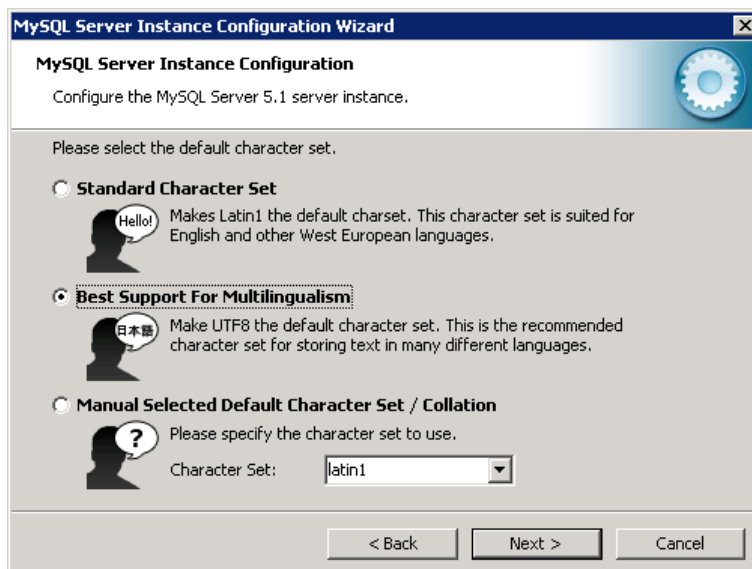 MySQL Server Instance Configuration Wizard
MySQL Server Instance Configuration
Configure the MySQL Server 5.1 server instance.
Please select the default character set.
Standard Character Set
Hello!
Makes Latin1 the default charset. This character set is suited for
English and other West European languages.
Best Support For Multilingualism
日本語
Make UTF8 the default character set. This is the recommended
character set for storing text in many different languages.
Manual Selected Default Character Set / Collation
?
Please specify the character set to use.
Character Set: latin1
< Back Next > Cancel